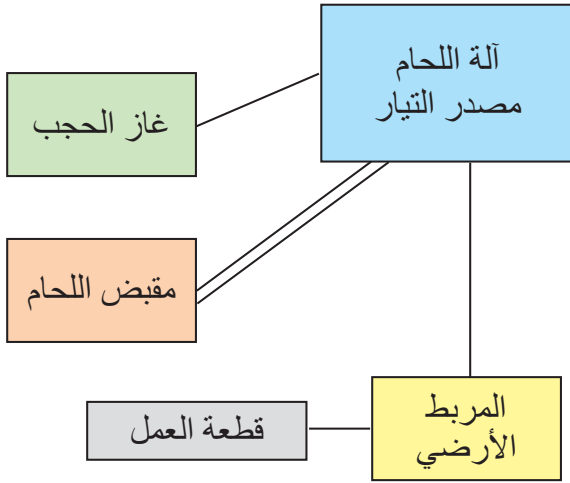 آلة اللحام
مصدر التيار
غاز الحجب
مقبض اللحام
المربط
الأرضي
قطعة العمل